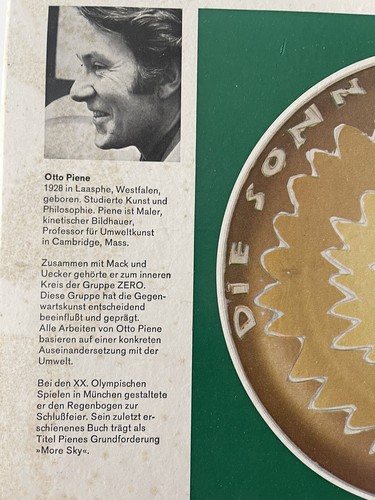 Otto Piene
1928 in Laasphe, Westfalen,
geboren. Studierte Kunst und
Philosophie. Piene ist Maler,
kinetischer Bildhauer,
Professor für Umweltkunst
in Cambridge, Mass.
Zusammen mit Mack und
Uecker gehörte er zum inneren
Kreis der Gruppe ZERO.
Diese Gruppe hat die Gegen-
wartskunst entscheidend
beeinflußt und geprägt.
Alle Arbeiten von Otto Piene
basieren auf einer konkreten
Auseinandersetzung mit der
Umwelt.
Bei den XX. Olympischen
Spielen in München gestaltete
er den Regenbogen zur
Schlußfeier. Sein zuletzt er-
schienenes Buch trägt als
Titel Pienes Grundforderung
»More Sky«.
DIE SONN